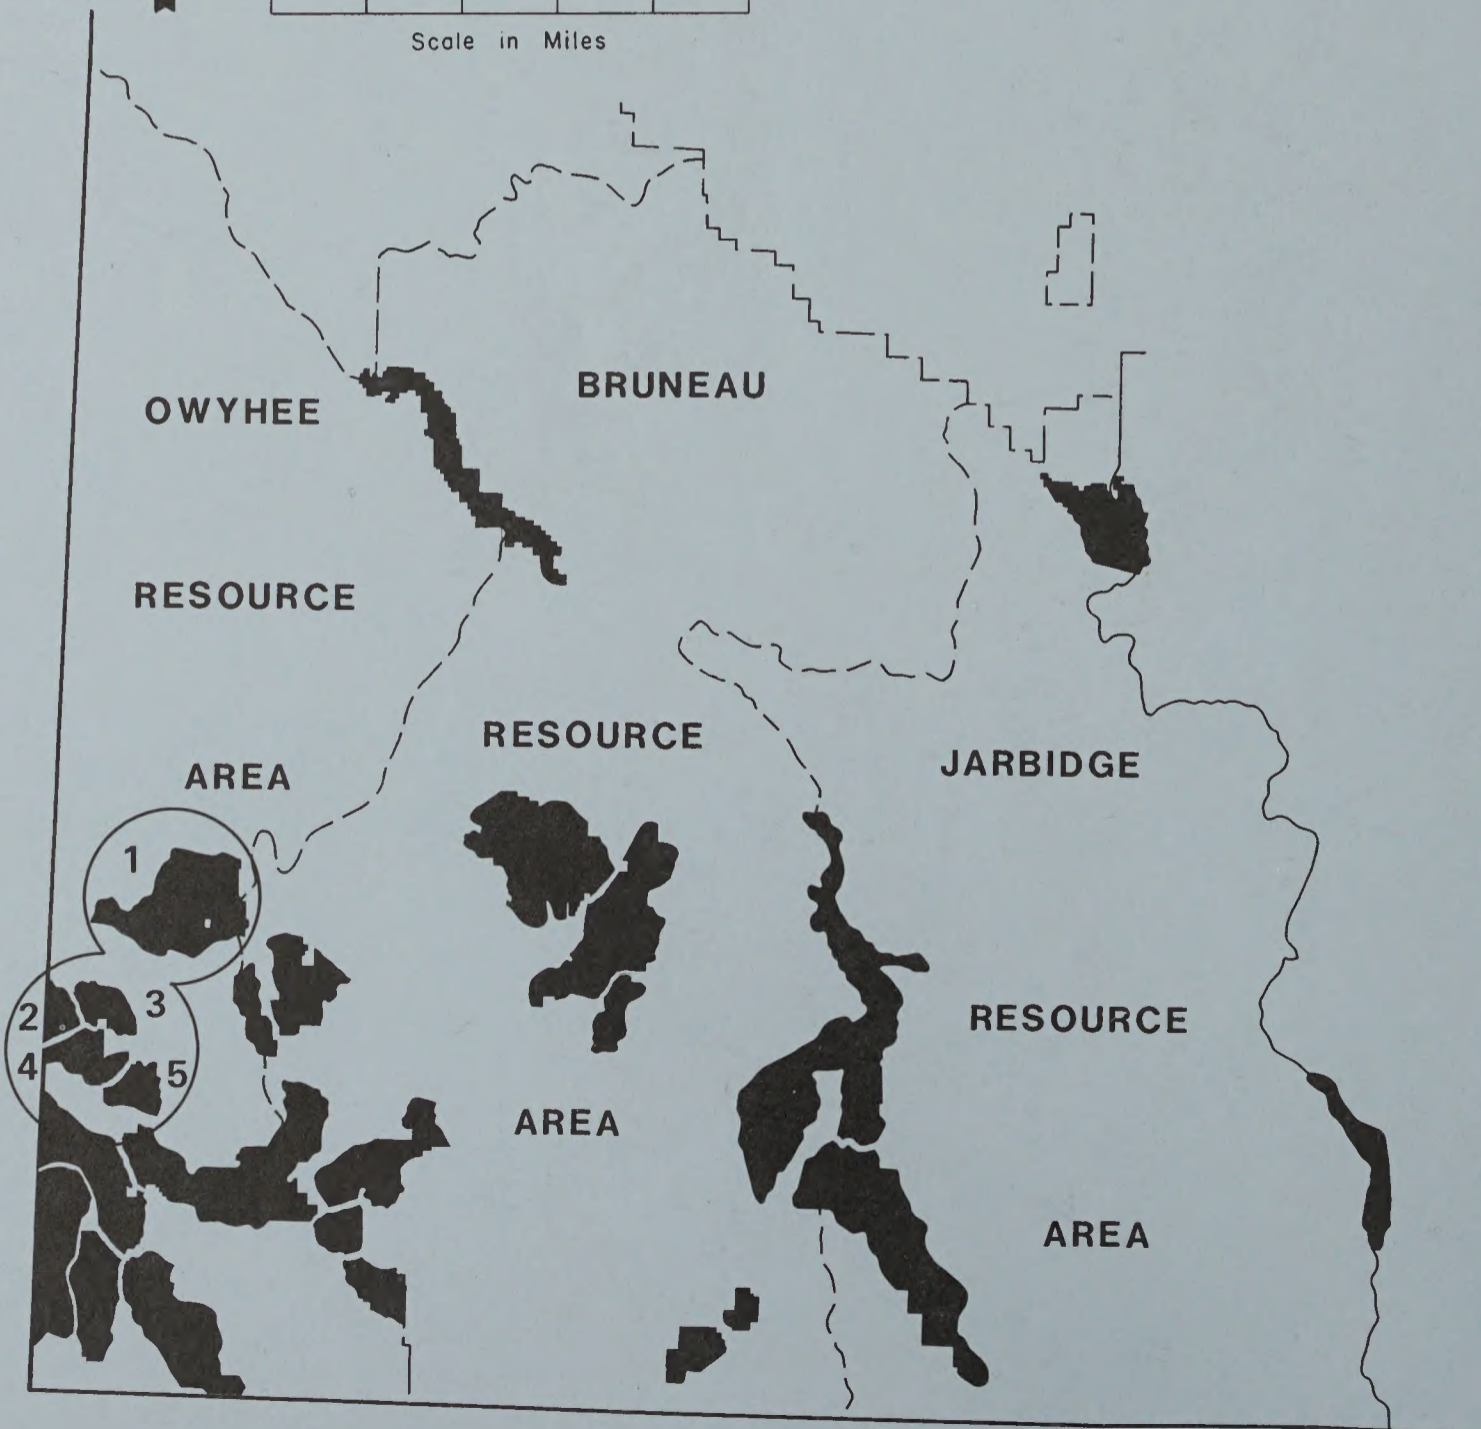 Scale in Miles
BRUNEAU
OWYHEE
RESOURCE
RESOURCE
JARBIDGE
AREA
1
3
2
RESOURCE
4
5
AREA
AREA